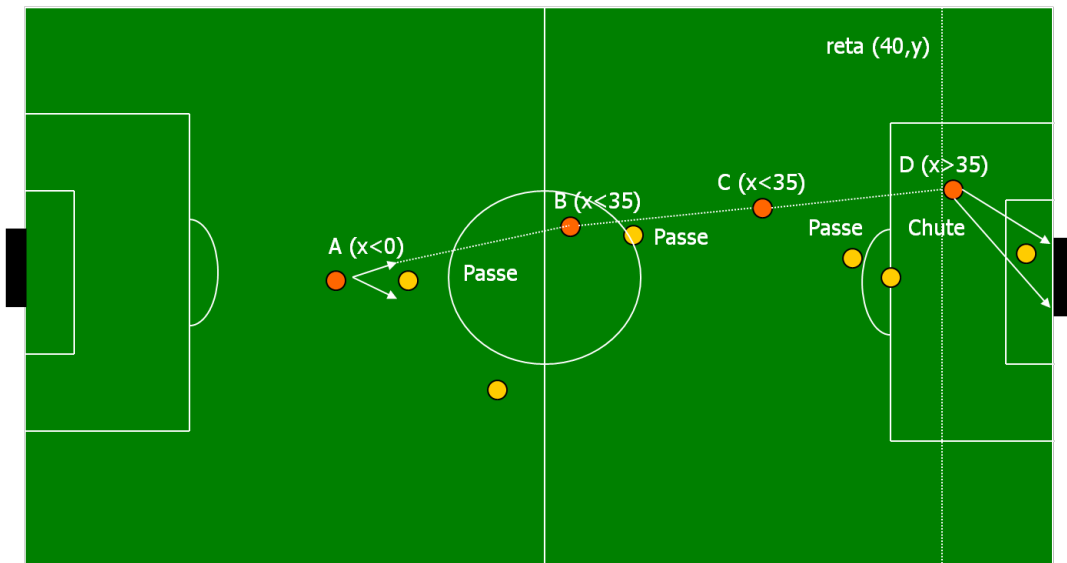 reta (40,y)
D (x>35)
C (x<35)
B (x<35)
A (x<0)
Passe
Passe
Passe
Chute